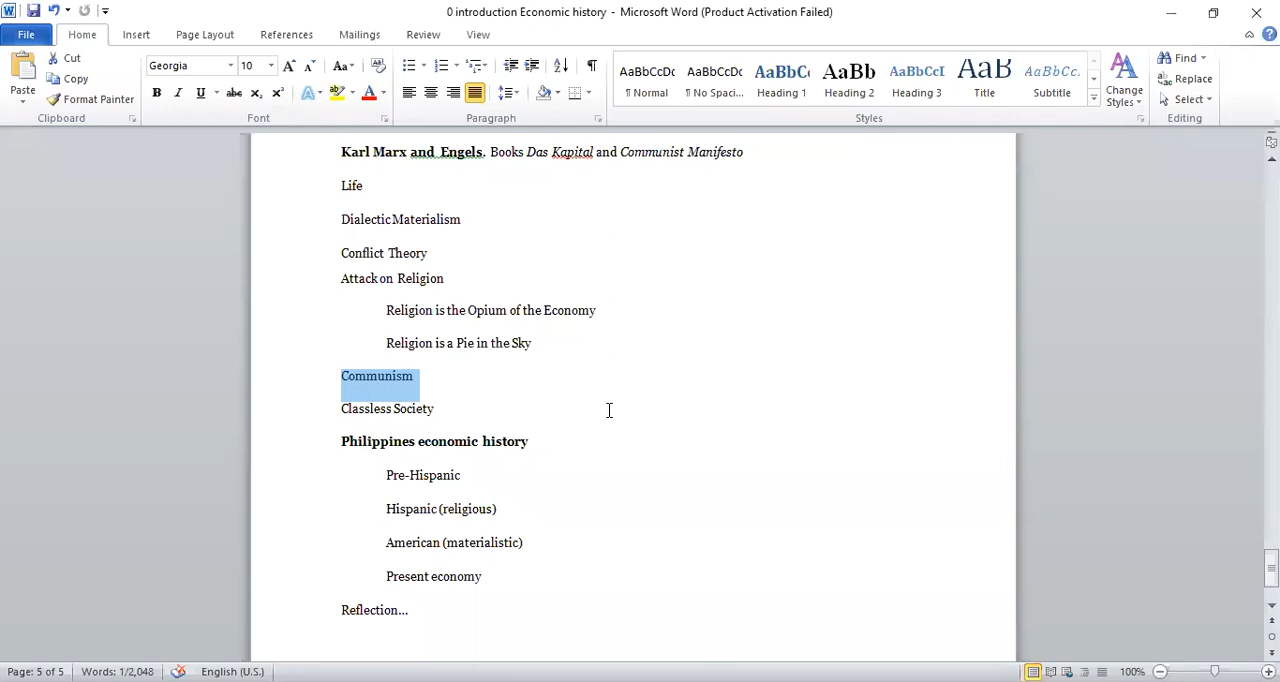 0 introduction Economic history - Microsoft Word (Product Activation Failed)
File Home Insert Page Layout References Mailings Review View
Paste
Cut
Copy
Format Painter
Clipboard
Georgia 10
Font
Paragraph
AaBbCcDc AaBbCcDc AaBbC AaBb AaBbCcI AaB AaBbCc.
¶ Normal ¶ No Spaci... Heading 1 Heading 2 Heading 3 Title Subtitle
Change
Styles
Styles
Find
Replace
Select
Editing
Karl Marx and Engels. Books Das Kapital and Communist Manifesto
Life
Dialectic Materialism
Conflict Theory
Attack on Religion
Religion is the Opium of the Economy
Religion is a Pie in the Sky
Communism
Classless Society
Philippines economic history
Pre-Hispanic
Hispanic (religious)
American (materialistic)
Present economy
Reflection...
Page: 5 of 5 Words: 1/2,048 English (U.S.) 100%